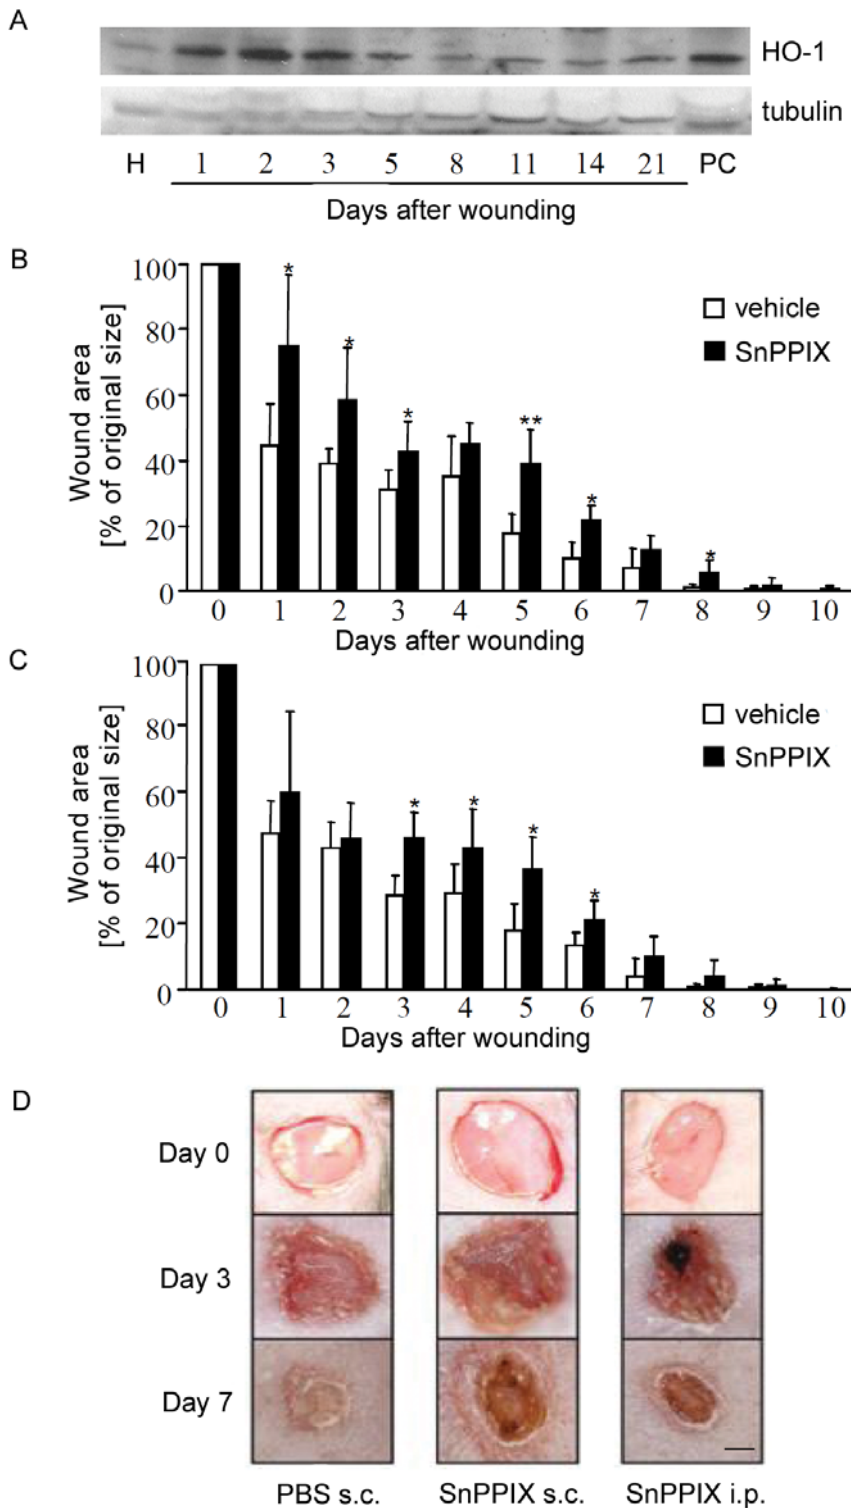 A
HO-1
tubulin
H 1 2 3 5 8 11 14 21 PC
Days after wounding
B
Wound area
[% of original size]
100
80
60
40
20
0
* * * ** * *
vehicle
SnPPIX
0 1 2 3 4 5 6 7 8 9 10
Days after wounding
C
Wound area
[% of original size]
100
80
60
40
20
0
* * * *
vehicle
SnPPIX
0 1 2 3 4 5 6 7 8 9 10
Days after wounding
D
Day 0
Day 3
Day 7
PBS s.c. SnPPIX s.c. SnPPIX i.p.